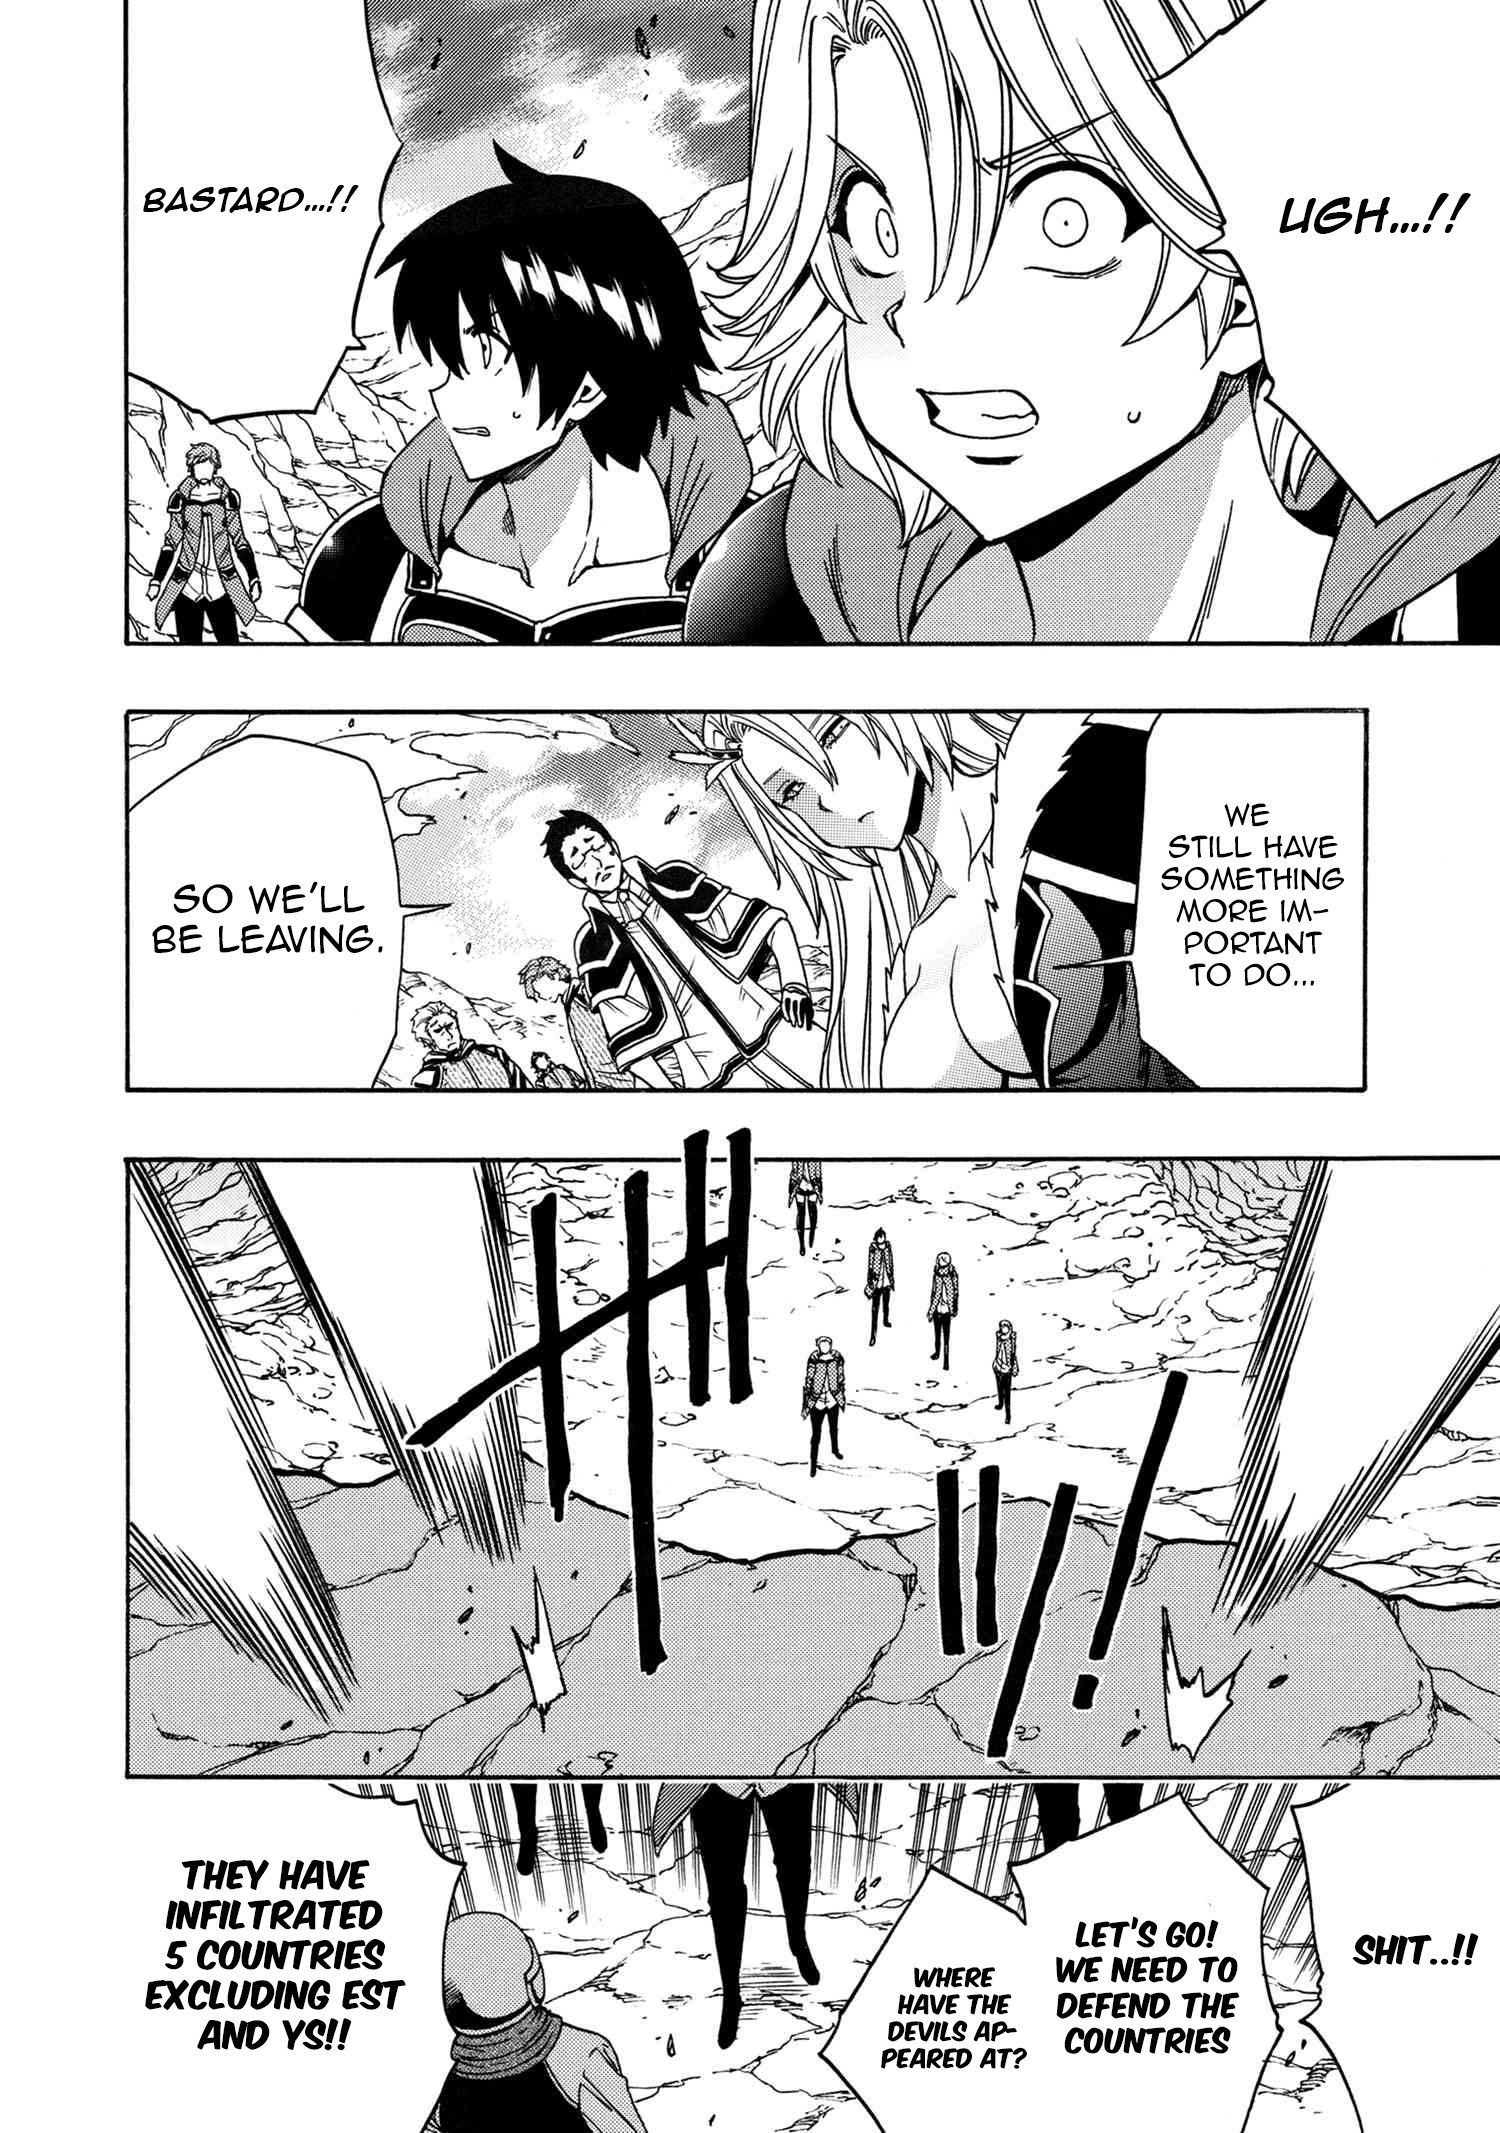 UGH...!!
BASTARD...!!
WE
STILL HAVE
SOMETHING
MORE IM-
PORTANT
TO DO...
SO WE'LL
BE LEAVING.
SHIT..!!
LET'S GO!
WE NEED TO
DEFEND THE
COUNTRIES
WHERE
HAVE THE
DEVILS AP-
PEARED AT?
THEY HAVE
INFILTRATED
5 COUNTRIES
EXCLUDING EST
AND YS!!